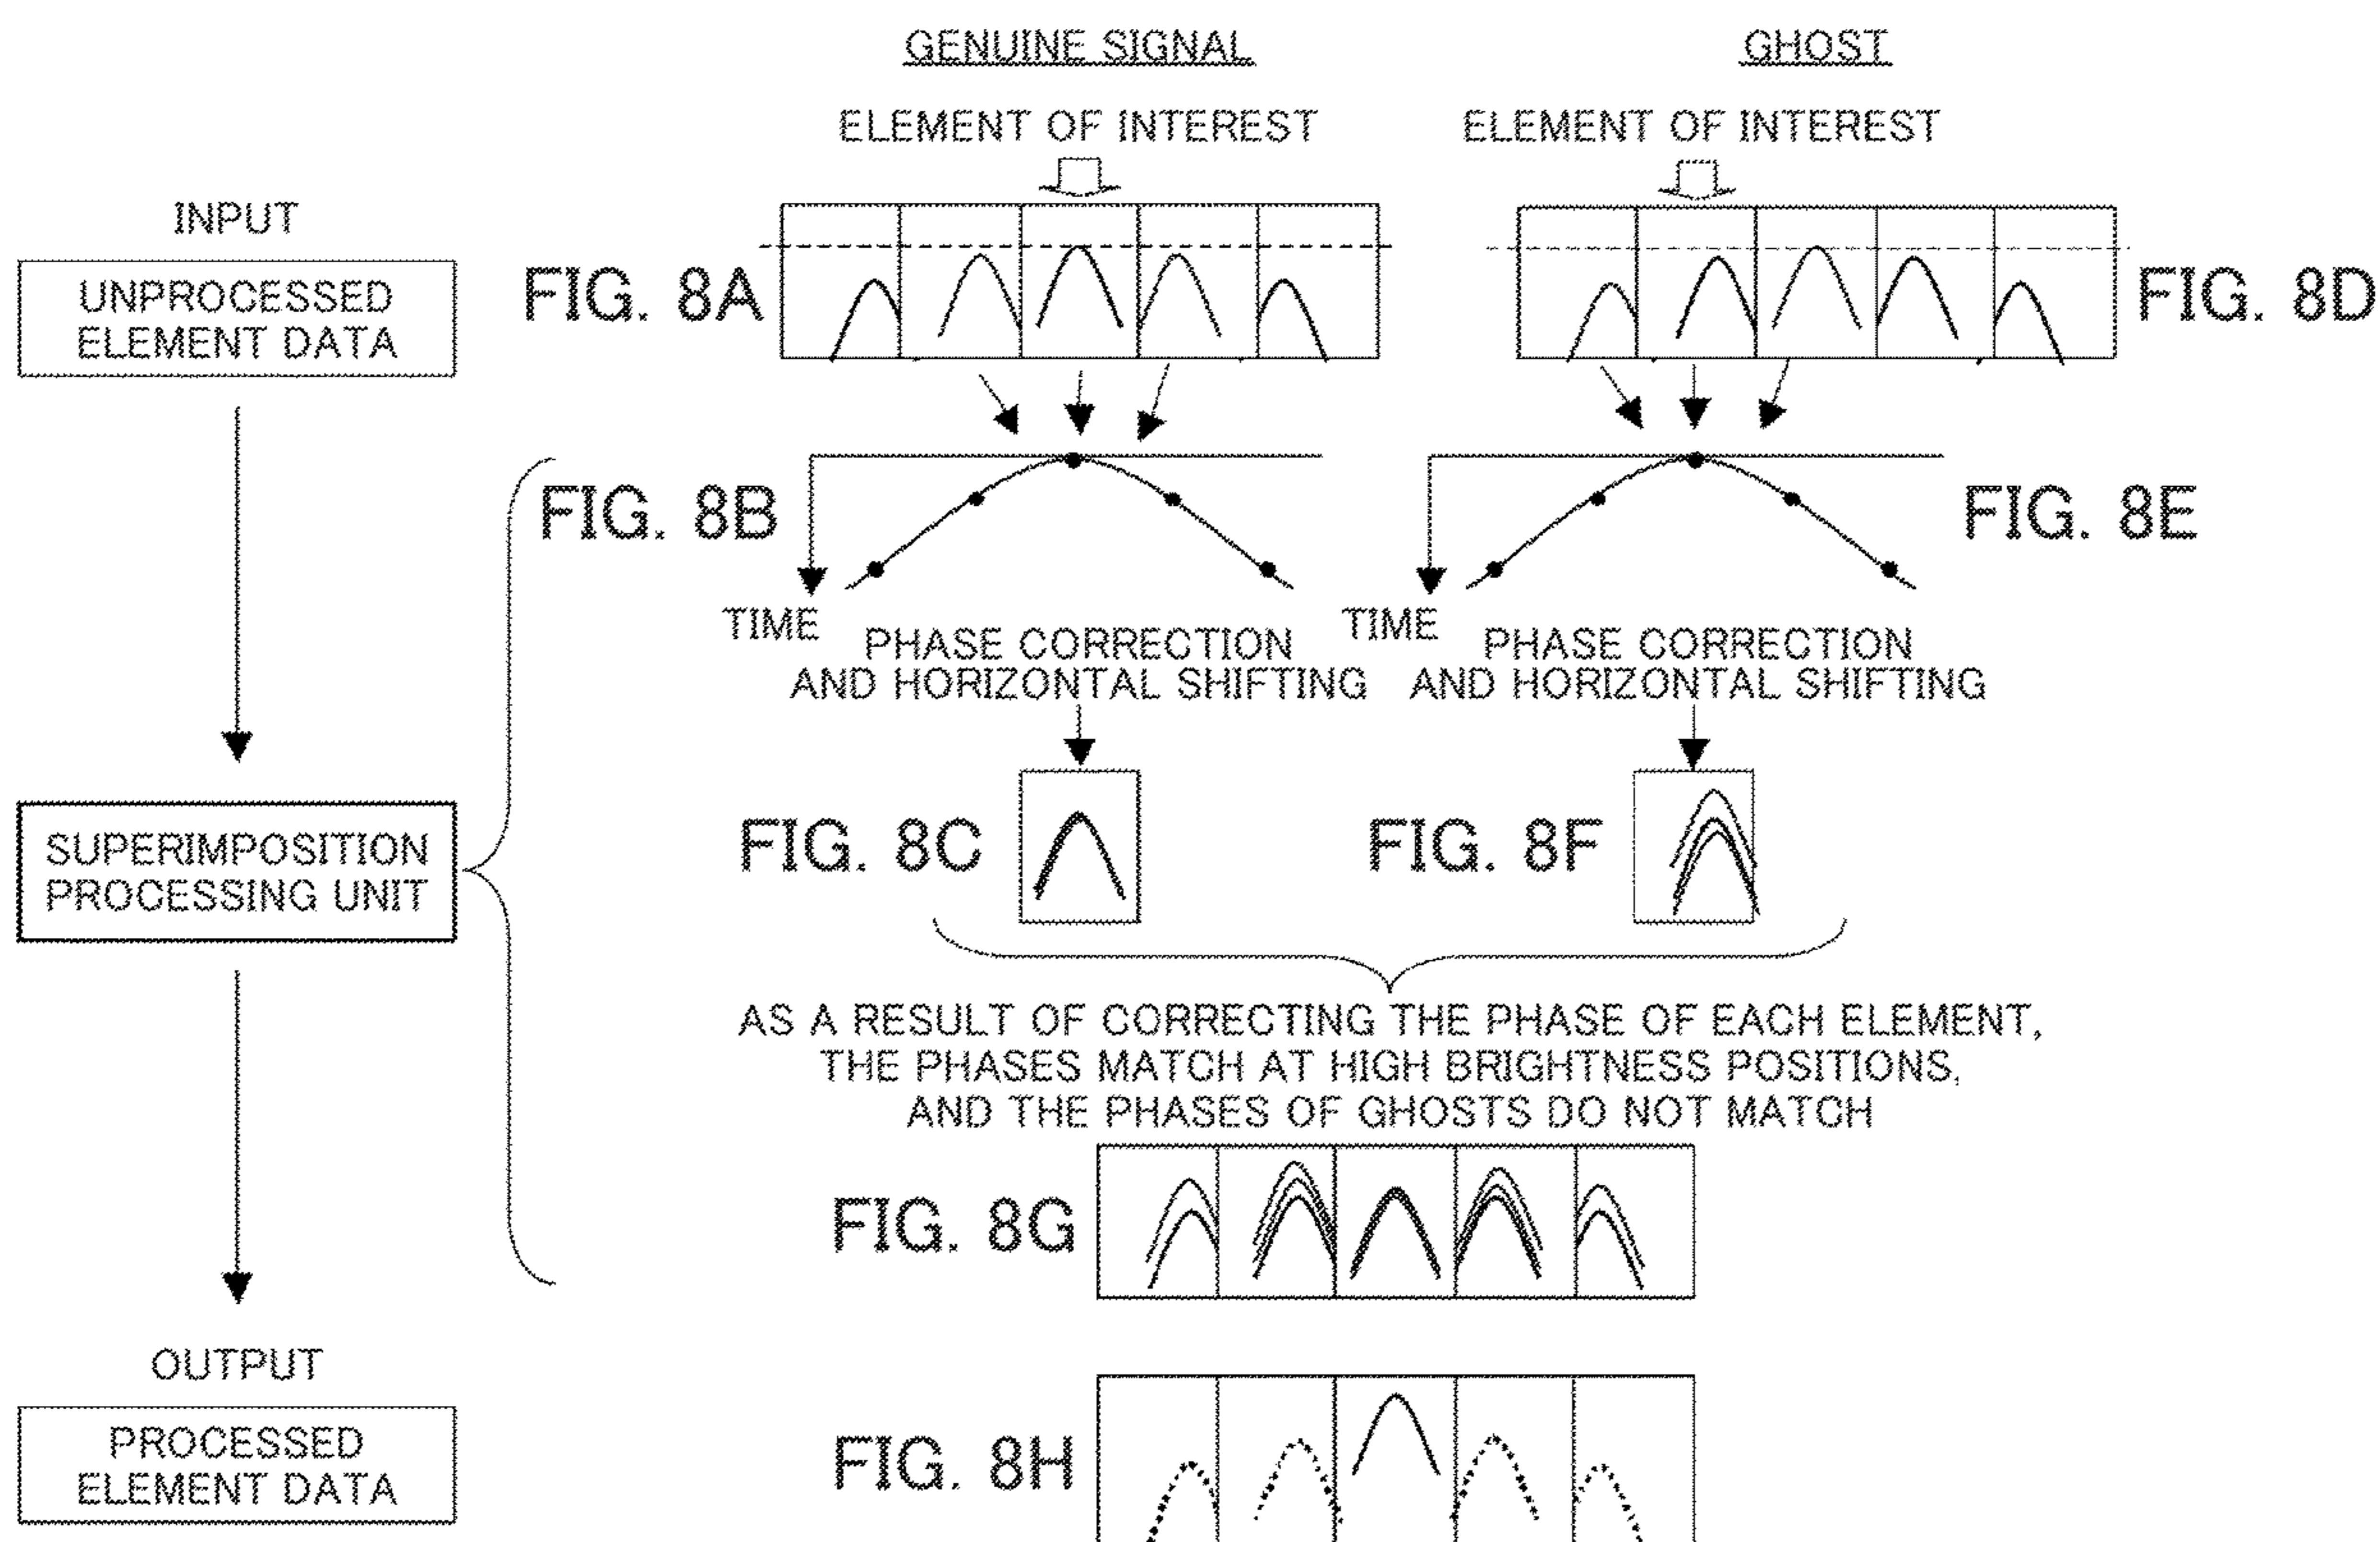 GENUINE SIGNAL
GHOST
ELEMENT OF INTEREST
ELEMENT OF INTEREST
INPUT
UNPROCESSED
ELEMENT DATA
FIG. 8A
FIG. 8D
FIG. 8B
FIG. 8E
TIME
PHASE CORRECTION
AND HORIZONTAL SHIFTING
TIME
PHASE CORRECTION
AND HORIZONTAL SHIFTING
SUPERIMPOSITION
PROCESSING UNIT
FIG. 8C
FIG. 8F
AS A RESULT OF CORRECTING THE PHASE OF EACH ELEMENT,
THE PHASES MATCH AT HIGH BRIGHTNESS POSITIONS,
AND THE PHASES OF GHOSTS DO NOT MATCH
FIG. 8G
OUTPUT
PROCESSED
ELEMENT DATA
FIG. 8H